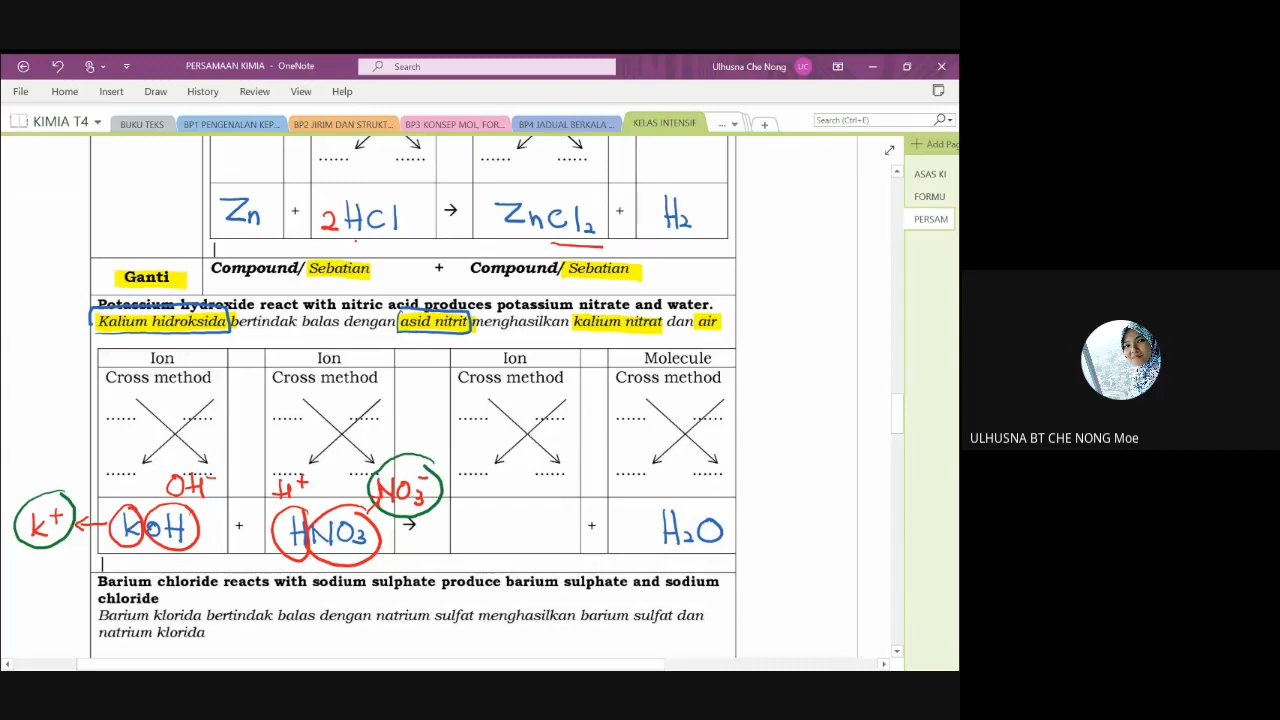 PERSAMAAN KIMIA - OneNote
Search
Ulhusna Che Nong
UC
File Home Insert Draw History Review View Help
KIMIA T4
BUKU TEKS
BP1 PENGENALAN KEP...
BP2 JIRIM DAN STRUKT...
BP3 KONSEP MOL, FOR...
BP4 JADUAL BERKALA ...
KELAS INTENSIF
...
Search (Ctrl+E)
Add Pag
ASAS KI
FORMU
PERSAM
...... ...... ...... ......
Zn + 2HCl → ZnCl₂ + H₂
Ganti
Compound/ Sebatian + Compound/ Sebatian
Potassium hydroxide react with nitric acid produces potassium nitrate and water.
Kalium hidroksida bertindak balas dengan asid nitrit menghasilkan kalium nitrat dan air
Ion Ion Ion Molecule
Cross method Cross method Cross method Cross method
...... ...... ...... ...... ...... ...... ...... ......
...... ...... ...... ...... ...... ...... ...... ......
OH⁻ H⁺ NO₃⁻
K⁺ ← KOH + HNO₃ → + H₂O
Barium chloride reacts with sodium sulphate produce barium sulphate and sodium
chloride
Barium klorida bertindak balas dengan natrium sulfat menghasilkan barium sulfat dan
natrium klorida
ULHUSNA BT CHE NONG Moe